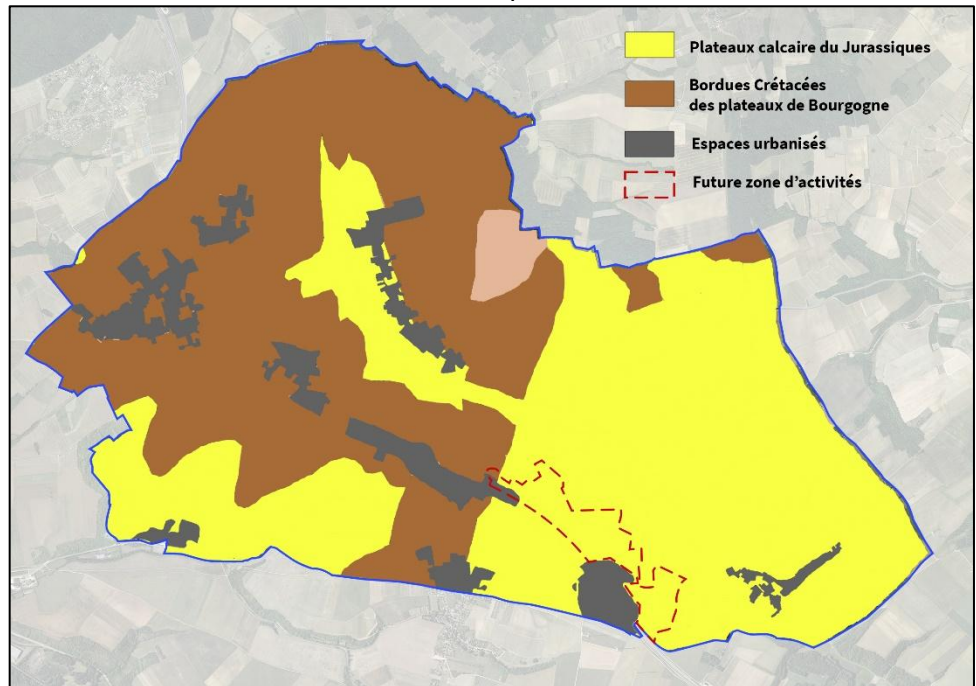 Plateaux calcaire du Jurassiques
Bordues Crétacées
des plateaux de Bourgogne
Espaces urbanisés
Future zone d'activités